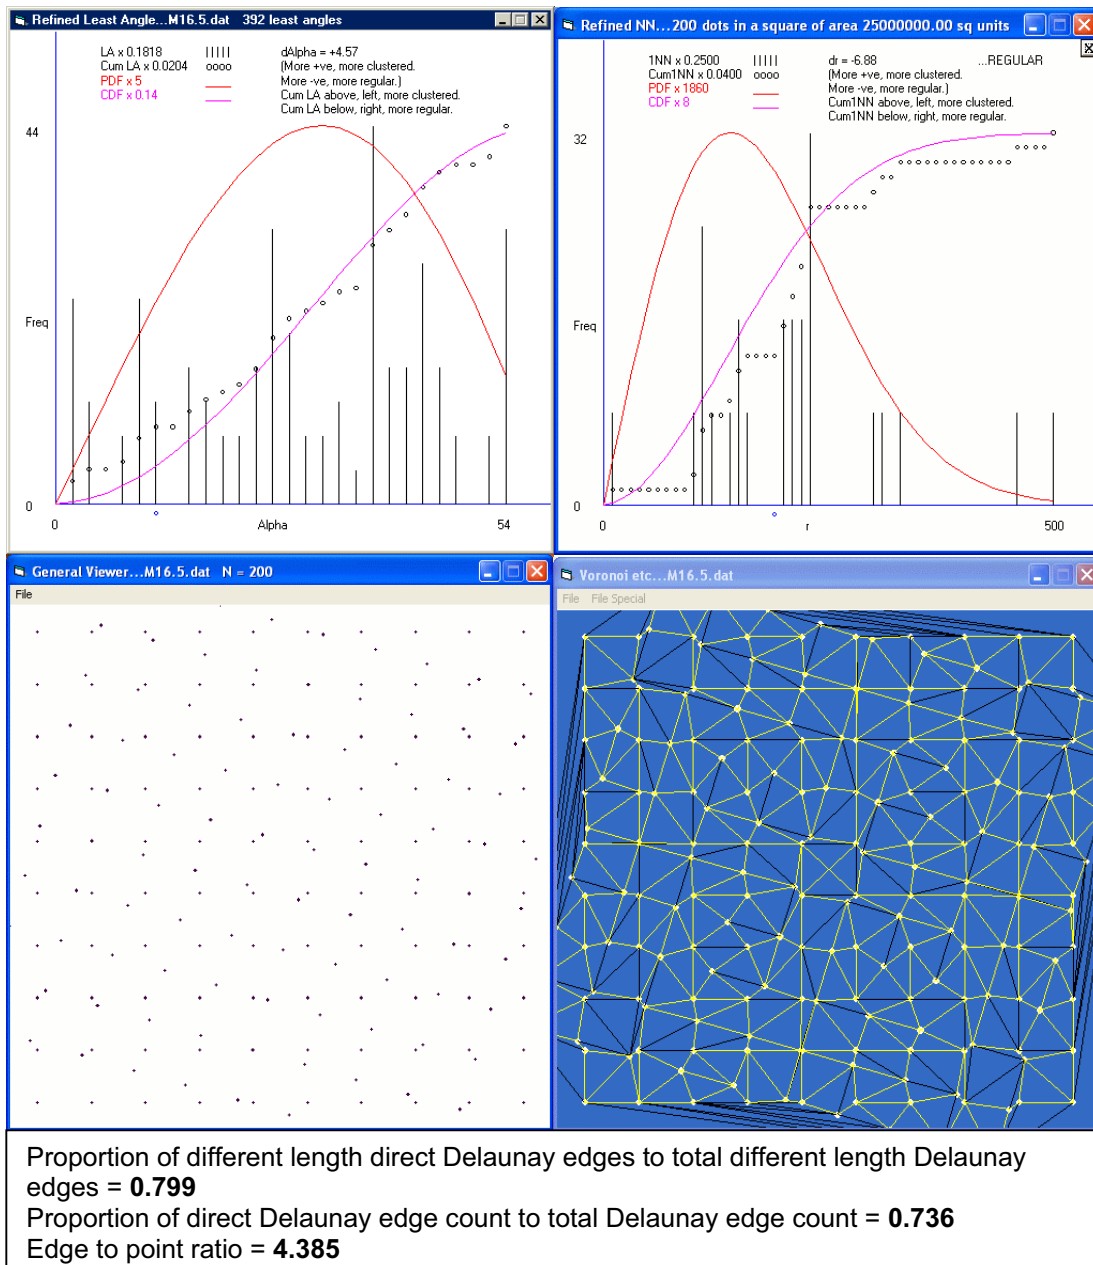 Refined Least Angle...M16.5.dat 392 least angles
LA x 0.1818 | | | | | dAlpha = +4.57
Cum LA x 0.0204 oooo (More +ve, more clustered.
PDF x 5 More -ve, more regular.)
CDF x 0.14 Cum LA above, left, more clustered.
Cum LA below, right, more regular.
44
Freq
0
0 Alpha 54
Refined NN...200 dots in a square of area 25000000.00 sq units
1NN x 0.2500 | | | | | dr = -6.88 ...REGULAR
Cum1NN x 0.0400 oooo (More +ve, more clustered.
PDF x 1860 More -ve, more regular.)
CDF x 8 Cum1NN above, left, more clustered.
Cum1NN below, right, more regular.
32
Freq
0
0 r 500
General Viewer...M16.5.dat N = 200
File
Voronoi etc...M16.5.dat
File File Special
Proportion of different length direct Delaunay edges to total different length Delaunay
edges = 0.799
Proportion of direct Delaunay edge count to total Delaunay edge count = 0.736
Edge to point ratio = 4.385